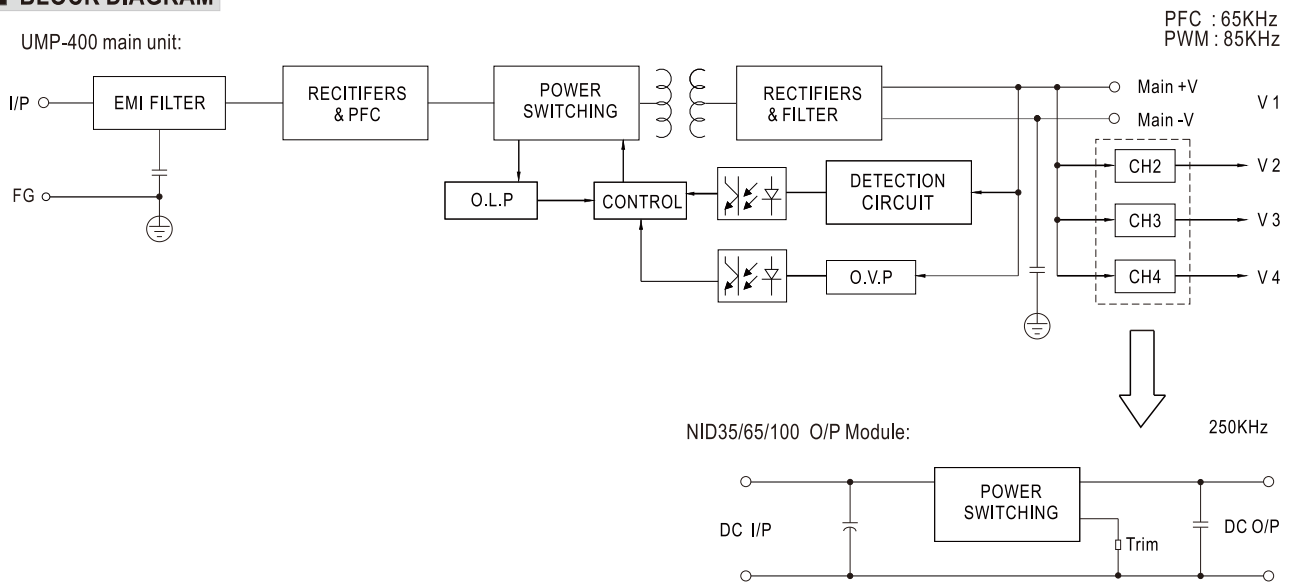 BLOCK DIAGRAM
PFC : 65KHz
PWM : 85KHz
UMP-400 main unit:
I/P
EMI FILTER
RECITIFERS
& PFC
POWER
SWITCHING
RECTIFIERS
& FILTER
Main +V
Main -V
V 1
CH2
V 2
FG
O.L.P
CONTROL
DETECTION
CIRCUIT
CH3
V 3
O.V.P
CH4
V 4
NID35/65/100 O/P Module:
250KHz
DC I/P
POWER
SWITCHING
Trim
DC O/P